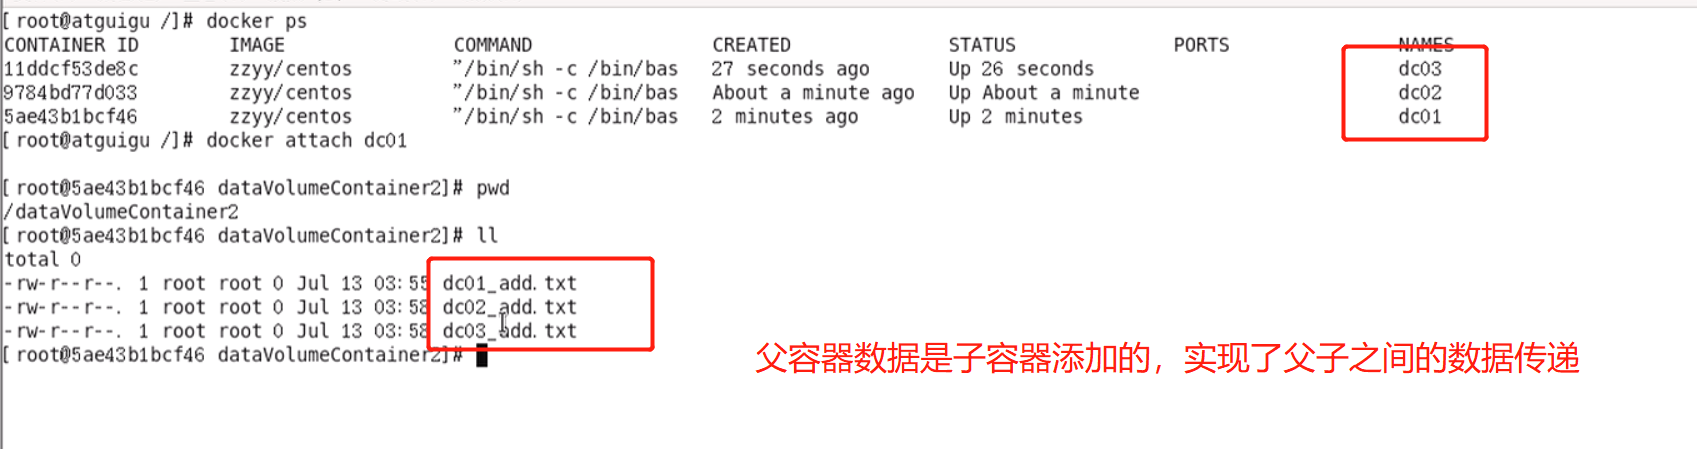 [root@atguigu /]# docker ps
CONTAINER ID IMAGE COMMAND CREATED STATUS PORTS NAMES
11ddcf53de8c zzyy/centos "/bin/sh -c /bin/bas 27 seconds ago Up 26 seconds dc03
9784bd77d033 zzyy/centos "/bin/sh -c /bin/bas About a minute ago Up About a minute dc02
5ae43b1bcf46 zzyy/centos "/bin/sh -c /bin/bas 2 minutes ago Up 2 minutes dc01
[root@atguigu /]# docker attach dc01
[root@5ae43b1bcf46 dataVolumeContainer2]# pwd
/dataVolumeContainer2
[root@5ae43b1bcf46 dataVolumeContainer2]# ll
total 0
-rw-r--r--. 1 root root 0 Jul 13 03:55 dc01_add.txt
-rw-r--r--. 1 root root 0 Jul 13 03:58 dc02_add.txt
-rw-r--r--. 1 root root 0 Jul 13 03:58 dc03_add.txt
[root@5ae43b1bcf46 dataVolumeContainer2]#
父容器数据是子容器添加的，实现了父子之间的数据传递